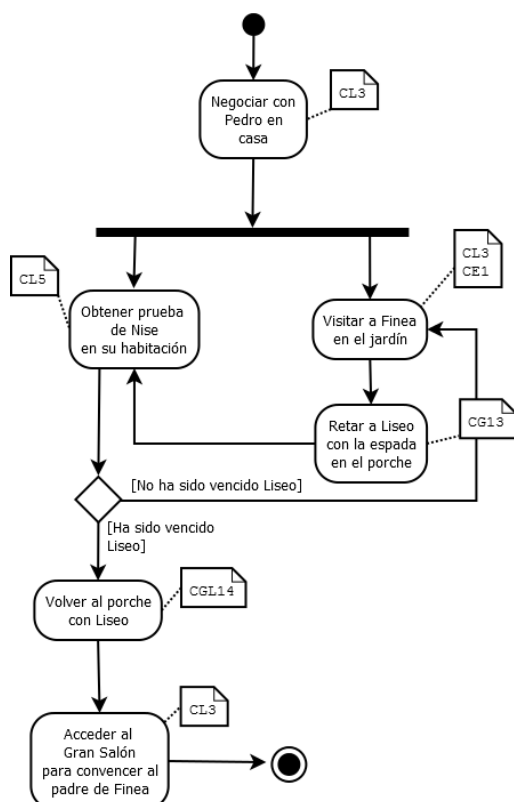 Negociar con
Pedro en
casa
CL3
CL5
Obtener prueba
de Nise
en su habitación
Visitar a Finea
en el jardín
CL3
CE1
Retar a Liseo
con la espada
en el porche
CG13
[No ha sido vencido Liseo]
[Ha sido vencido
Liseo]
Volver al porche
con Liseo
CGL14
Acceder al
Gran Salón
para convencer al
padre de Finea
CL3